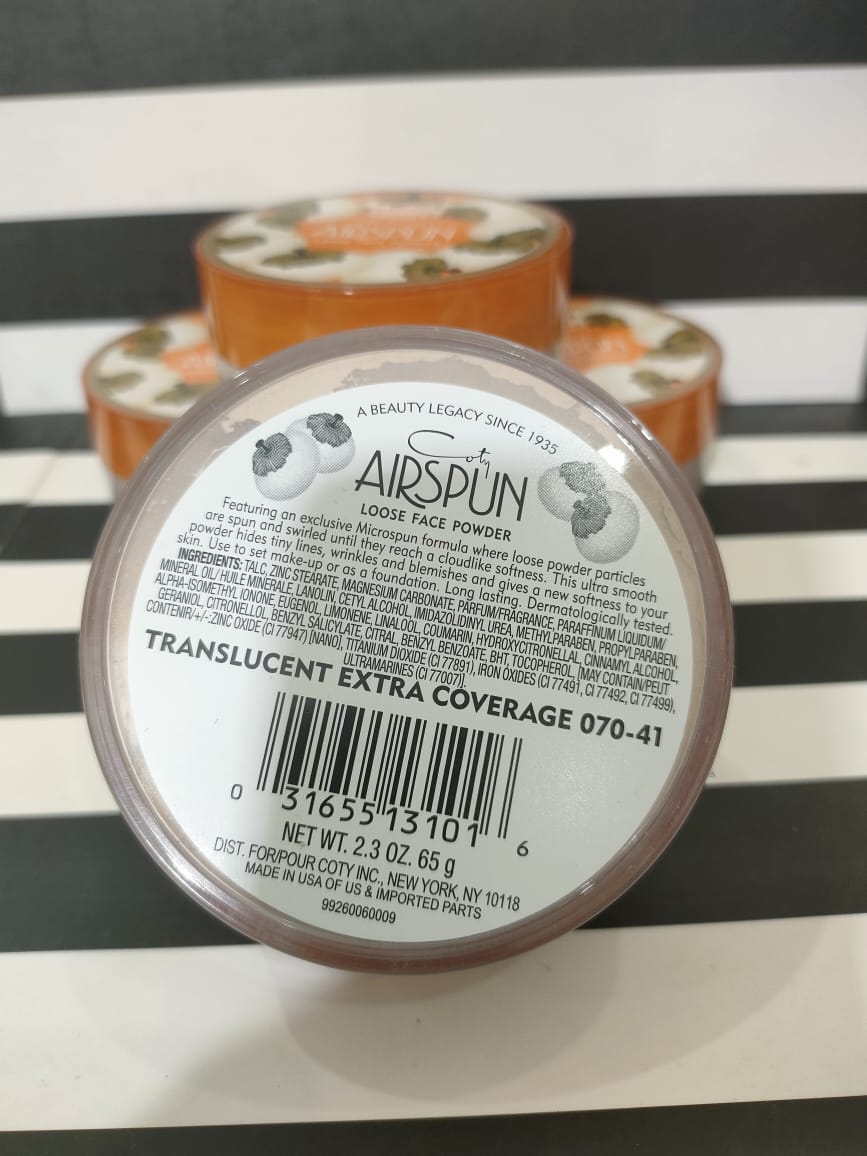 AIRSPUN
A BEAUTY LEGACY SINCE 1935
Coty
AIRSPUN
LOOSE FACE POWDER
Featuring an exclusive Microspun formula where loose powder particles
are spun and swirled until they reach a cloudlike softness. This ultra smooth
powder hides tiny lines, wrinkles and blemishes and gives a new softness to your
skin. Use to set make-up or as a foundation. Long lasting. Dermatologically tested.
INGREDIENTS: TALC, ZINC STEARATE, MAGNESIUM CARBONATE, PARFUM/FRAGRANCE, PARAFFINUM LIQUIDUM/
MINERAL OIL/HUILE MINERALE, LANOLIN, CETYL ALCOHOL, IMIDAZOLIDINYL UREA, METHYLPARABEN, PROPYLPARABEN,
ALPHA-ISOMETHYL IONONE, EUGENOL, LIMONENE, LINALOOL, COUMARIN, HYDROXYCITRONELLAL, CINNAMYL ALCOHOL,
GERANIOL, CITRONELLOL, BENZYL SALICYLATE, CITRAL, BENZYL BENZOATE, BHT, TOCOPHEROL, [MAY CONTAIN/PEUT
CONTENIR/+/-ZINC OXIDE (CI 77947) [NANO], TITANIUM DIOXIDE (CI 77891), IRON OXIDES (CI 77491, CI 77492, CI 77499),
ULTRAMARINES (CI 77007)].
TRANSLUCENT EXTRA COVERAGE 070-41
0 31655 13101 6
NET WT. 2.3 OZ. 65 g
DIST. FOR/POUR COTY INC., NEW YORK, NY 10118
MADE IN USA OF US & IMPORTED PARTS
99260060009